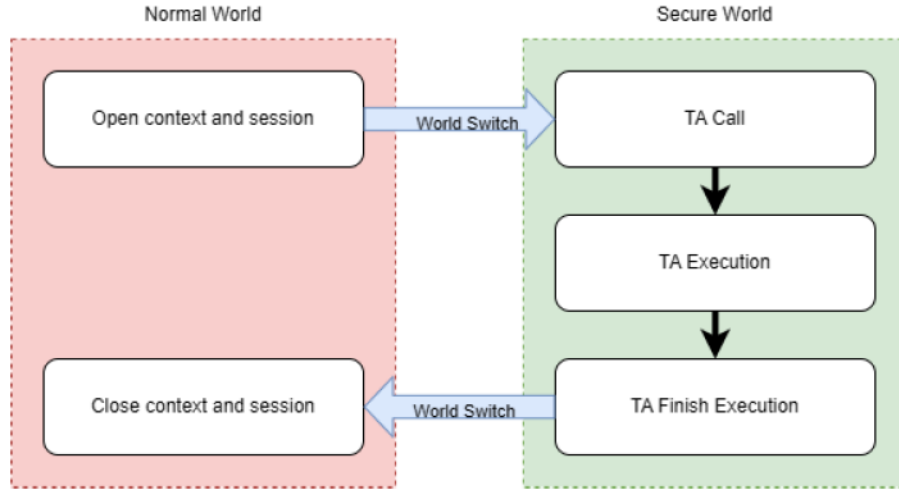 Normal World
Secure World
Open context and session
World Switch
TA Call
TA Execution
Close context and session
World Switch
TA Finish Execution